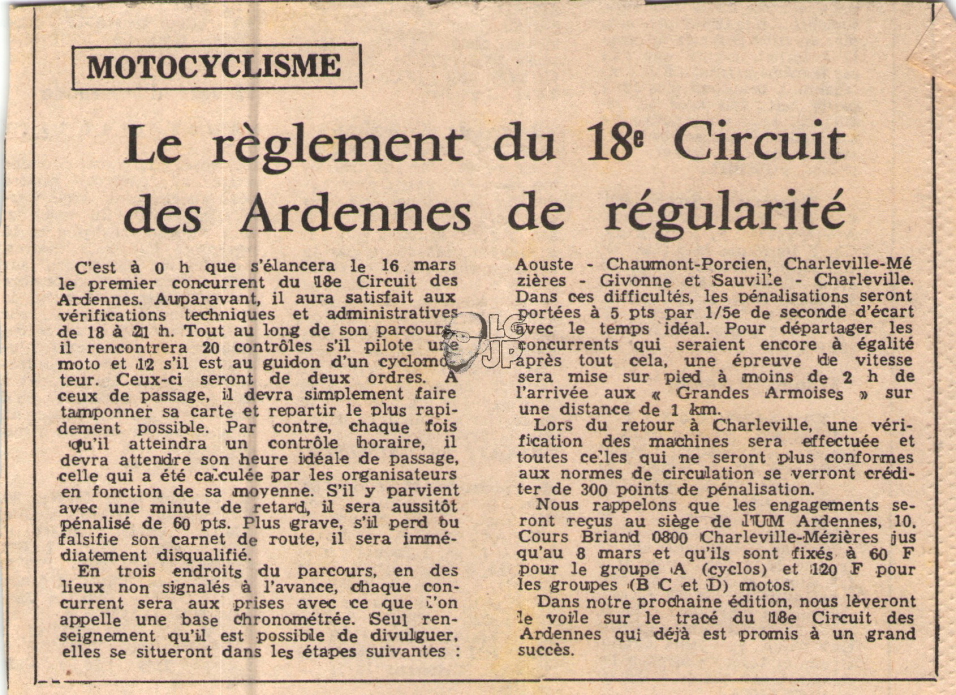 MOTOCYCLISME
Le règlement du 18e Circuit
des Ardennes de régularité
C'est à 0 h que s'élancera le 16 mars
le premier concurrent du 18e Circuit des
Ardennes. Auparavant, il aura satisfait aux
vérifications techniques et administratives
de 18 à 21 h. Tout au long de son parcours
il rencontrera 20 contrôles s'il pilote une
moto et 12 s'il est au guidon d'un cyclomo
teur. Ceux-ci seront de deux ordres. A
ceux de passage, il devra simplement faire
tamponner sa carte et repartir le plus rapi-
dement possible. Par contre, chaque fois
qu'il atteindra un contrôle horaire, il
devra attendre son heure idéale de passage,
celle qui a été calculée par les organisateurs
en fonction de sa moyenne. S'il y parvient
avec une minute de retard, il sera aussitôt
pénalisé de 60 pts. Plus grave, s'il perd ou
falsifie son carnet de route, il sera immé-
diatement disqualifié.
En trois endroits du parcours, en des
lieux non signalés à l'avance, chaque con-
current sera aux prises avec ce que l'on
appelle une base chronométrée. Seul ren-
seignement qu'il est possible de divulguer,
elles se situeront dans les étapes suivantes :
Aouste - Chaumont-Porcien, Charleville-Mé
zières - Givonne et Sauville - Charleville.
Dans ces difficultés, les pénalisations seront
portées à 5 pts par 1/5e de seconde d'écart
avec le temps idéal. Pour départager les
concurrents qui seraient encore à égalité
après tout cela, une épreuve de vitesse
sera mise sur pied à moins de 2 h de
l'arrivée aux « Grandes Armoises » sur
une distance de 1 km.
Lors du retour à Charleville, une véri-
fication des machines sera effectuée et
toutes celles qui ne seront plus conformes
aux normes de circulation se verront crédi-
ter de 300 points de pénalisation.
Nous rappelons que les engagements se-
ront reçus au siège de l'UM Ardennes, 10,
Cours Briand 0800 Charleville-Mézières jus
qu'au 8 mars et qu'ils sont fixés à 60 F
pour le groupe A (cyclos) et 120 F pour
les groupes (B C et D) motos.
Dans notre prochaine édition, nous lèveront
le voile sur le tracé du 18e Circuit des
Ardennes qui déjà est promis à un grand
succès.
LG
JP